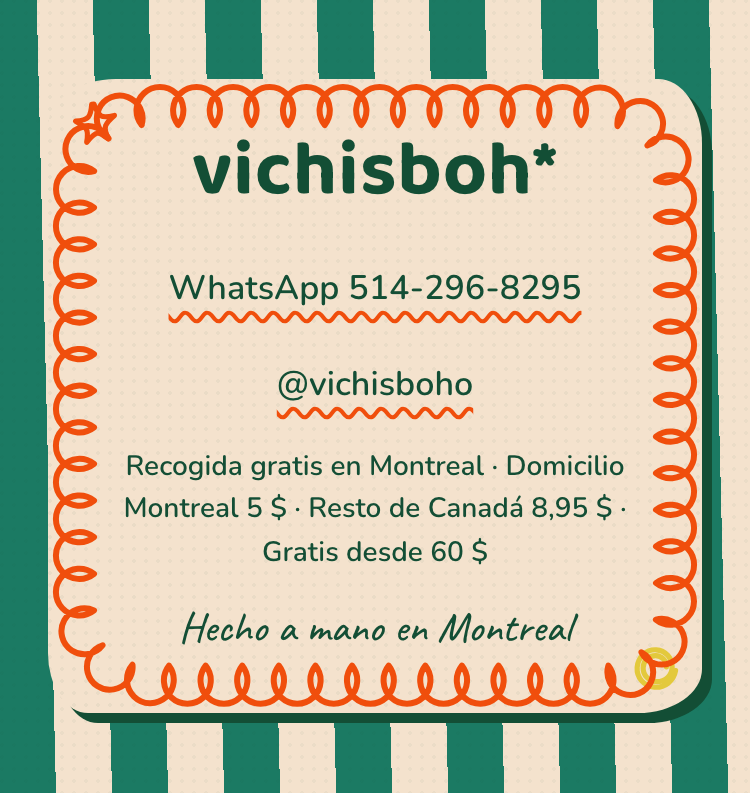 vichisboh*
WhatsApp 514-296-8295
@vichisboho
Recogida gratis en Montreal · Domicilio
Montreal 5 $ · Resto de Canadá 8,95 $ ·
Gratis desde 60 $
Hecho a mano en Montreal